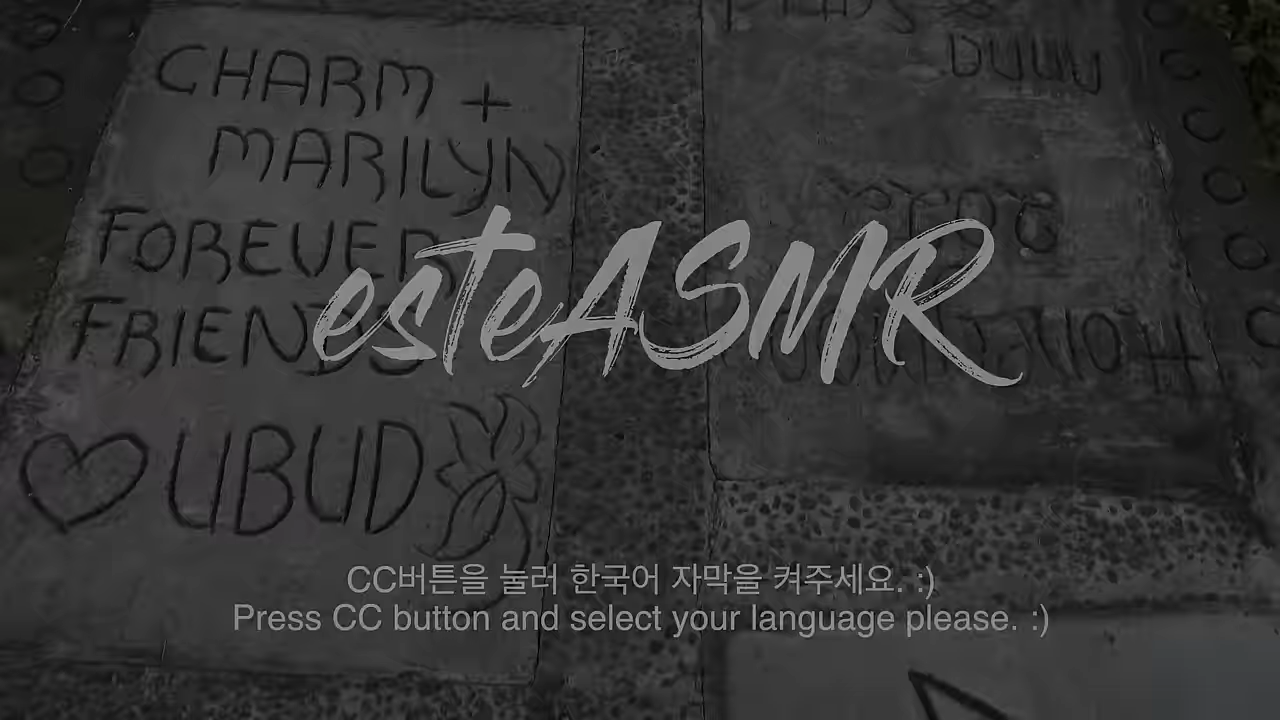 CHARM +
MARILYN
FOREVER
FRIENDS
UBUD
esteASMR
CC버튼을 눌러 한국어 자막을 켜주세요. :)
Press CC button and select your language please. :)